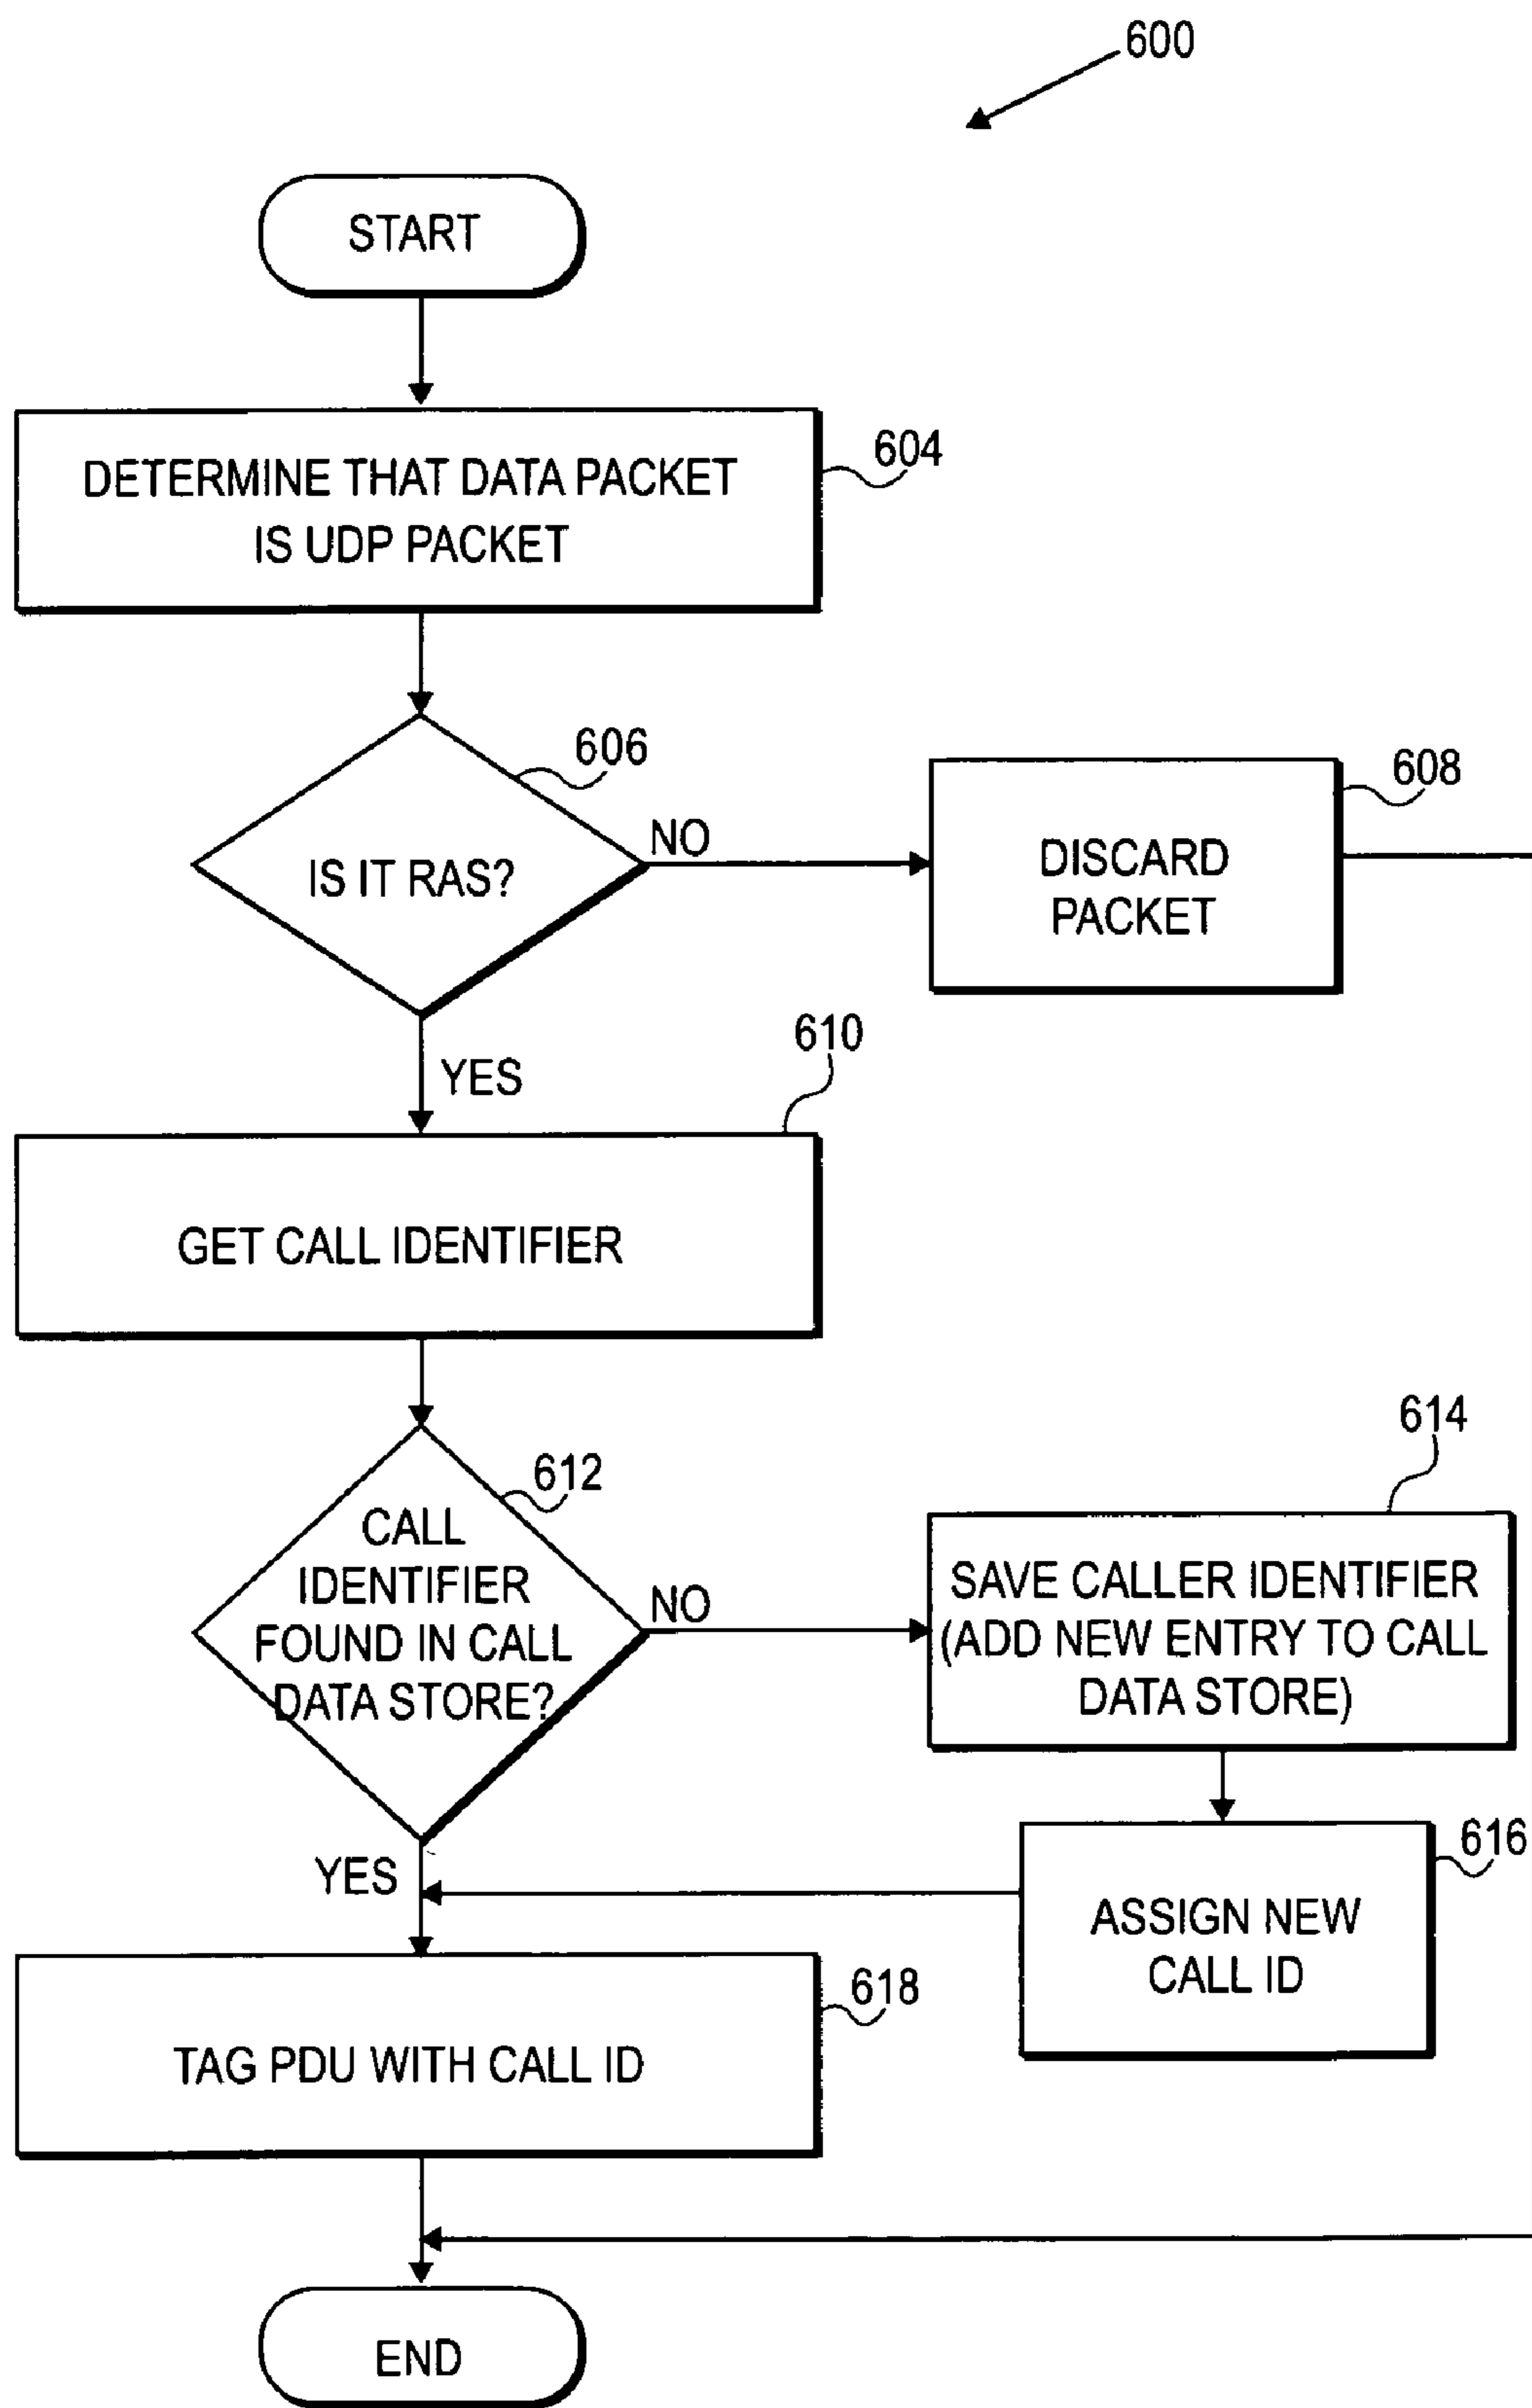 600
START
604
DETERMINE THAT DATA PACKET
IS UDP PACKET
606
IS IT RAS?
NO
608
DISCARD
PACKET
YES
610
GET CALL IDENTIFIER
612
CALL
IDENTIFIER
FOUND IN CALL
DATA STORE?
NO
614
SAVE CALLER IDENTIFIER
(ADD NEW ENTRY TO CALL
DATA STORE)
YES
616
ASSIGN NEW
CALL ID
618
TAG PDU WITH CALL ID
END